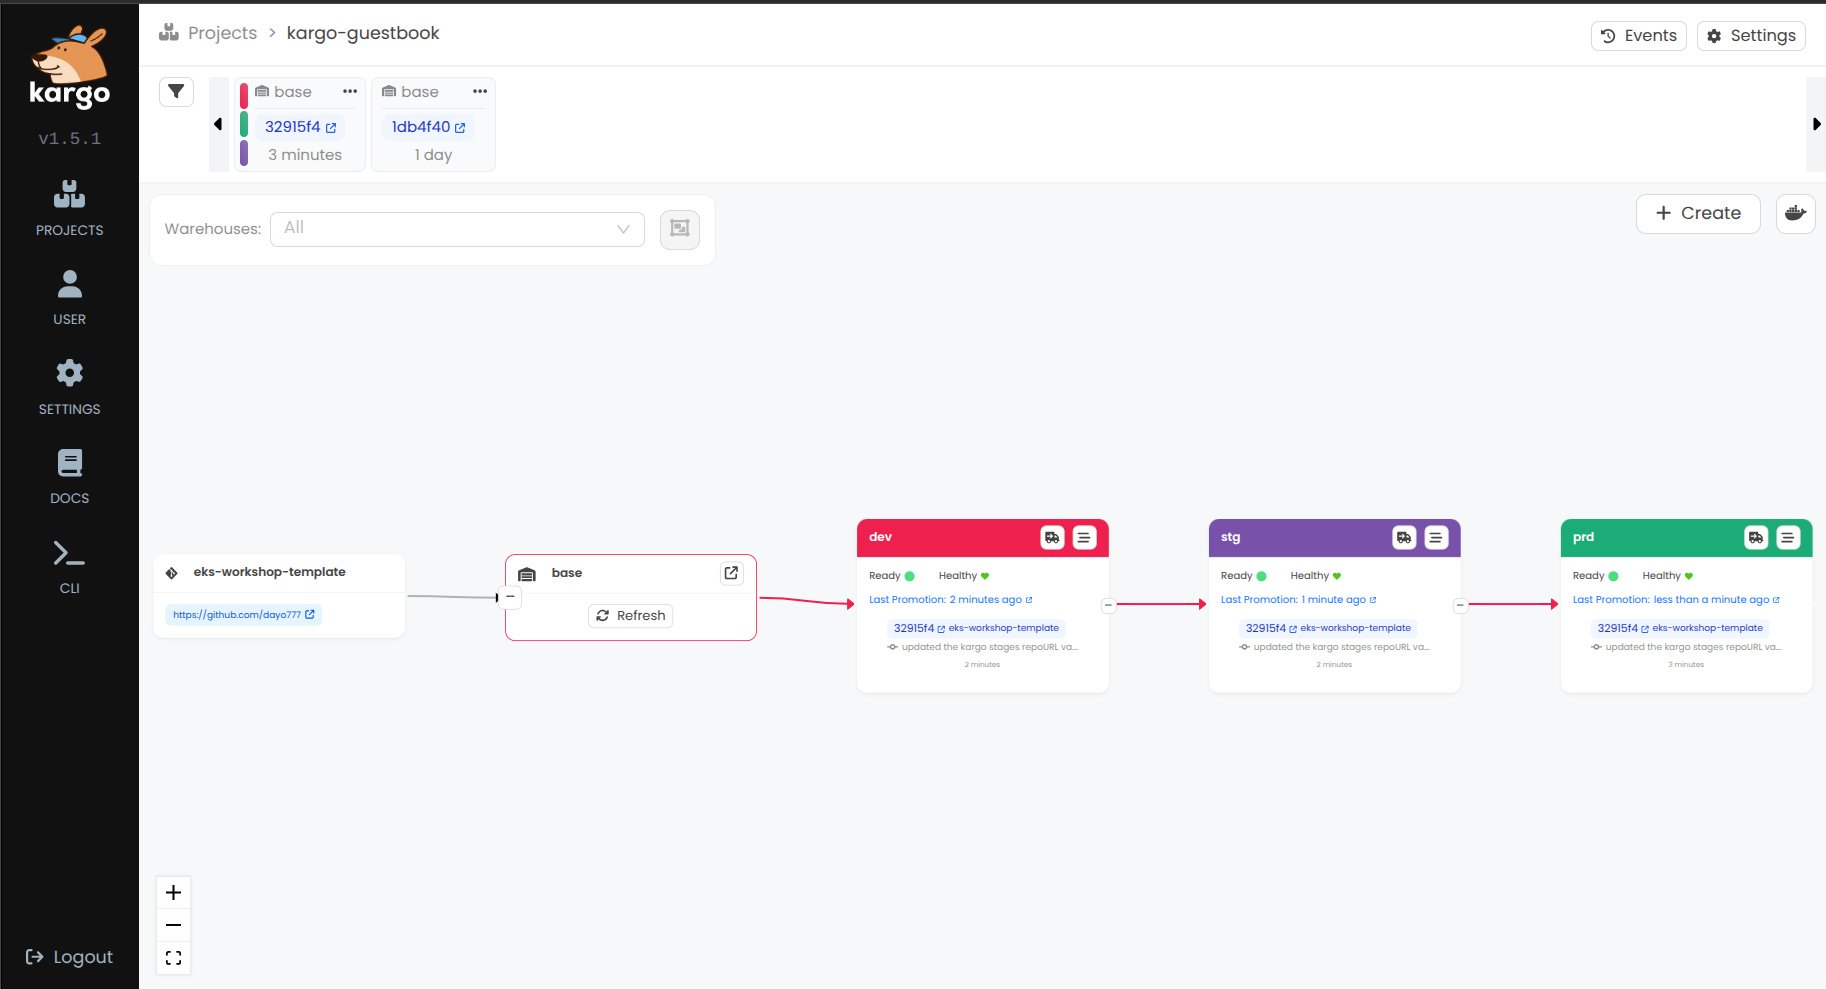 kargo
v1.5.1
PROJECTS
USER
SETTINGS
DOCS
CLI
Logout
Projects > kargo-guestbook
Events
Settings
base
32915f4
3 minutes
base
1db4f40
1 day
Warehouses:
All
Create
eks-workshop-template
https://github.com/dayo777
base
Refresh
dev
Ready
Healthy
Last Promotion: 2 minutes ago
32915f4 eks-workshop-template
updated the kargo stages repoURL va...
2 minutes
stg
Ready
Healthy
Last Promotion: 1 minute ago
32915f4 eks-workshop-template
updated the kargo stages repoURL va...
2 minutes
prd
Ready
Healthy
Last Promotion: less than a minute ago
32915f4 eks-workshop-template
updated the kargo stages repoURL va...
3 minutes